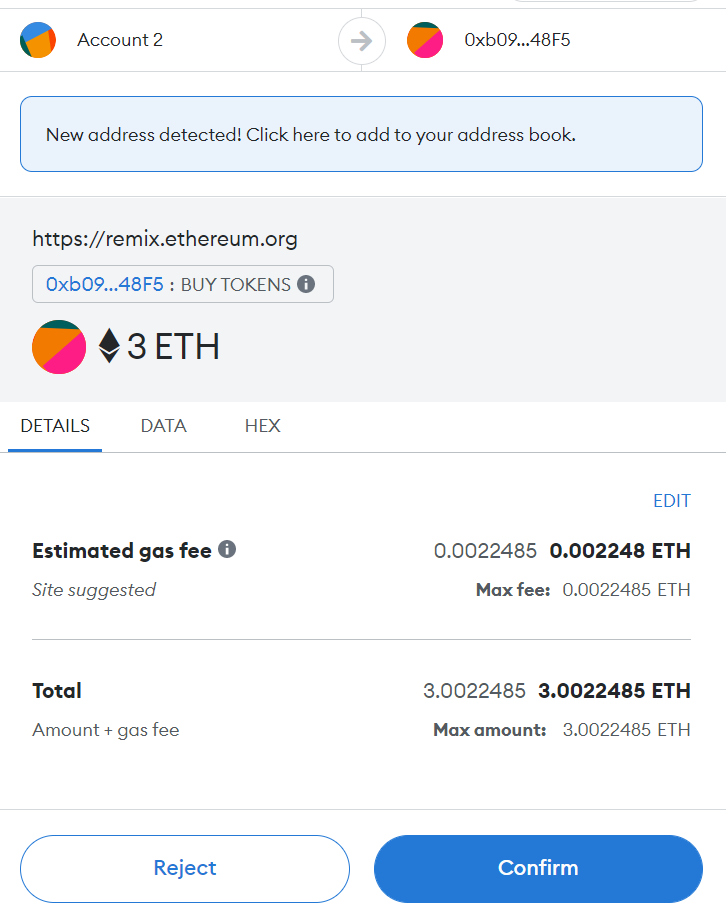 Account 2 0xb09...48F5
New address detected! Click here to add to your address book.
https://remix.ethereum.org
0xb09...48F5 : BUY TOKENS
3 ETH
DETAILS DATA HEX
EDIT
Estimated gas fee 0.0022485 0.002248 ETH
Site suggested Max fee: 0.0022485 ETH
Total 3.0022485 3.0022485 ETH
Amount + gas fee Max amount: 3.0022485 ETH
Reject Confirm